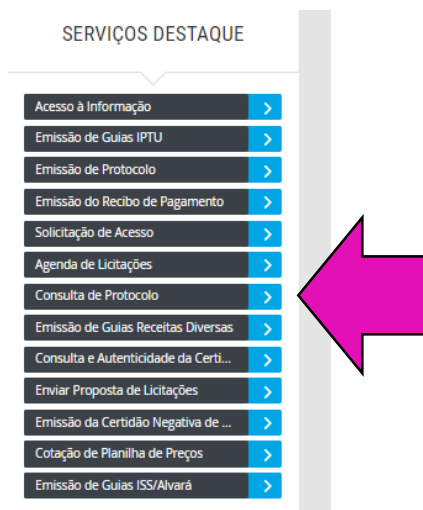 SERVIÇOS DESTAQUE
Acesso à Informação
Emissão de Guias IPTU
Emissão de Protocolo
Emissão do Recibo de Pagamento
Solicitação de Acesso
Agenda de Licitações
Consulta de Protocolo
Emissão de Guias Receitas Diversas
Consulta e Autenticidade da Certi...
Enviar Proposta de Licitações
Emissão da Certidão Negativa de ...
Cotação de Planilha de Preços
Emissão de Guias ISS/Alvará